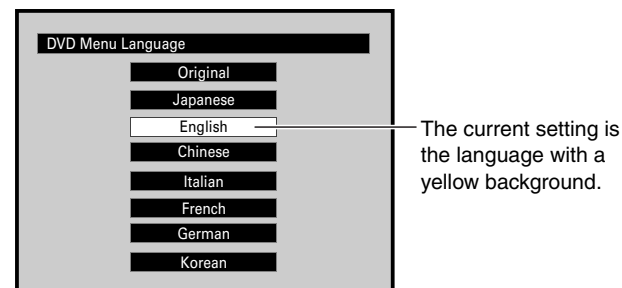 DVD Menu Language
Original
Japanese
English
Chinese
Italian
French
German
Korean
The current setting is
the language with a
yellow background.